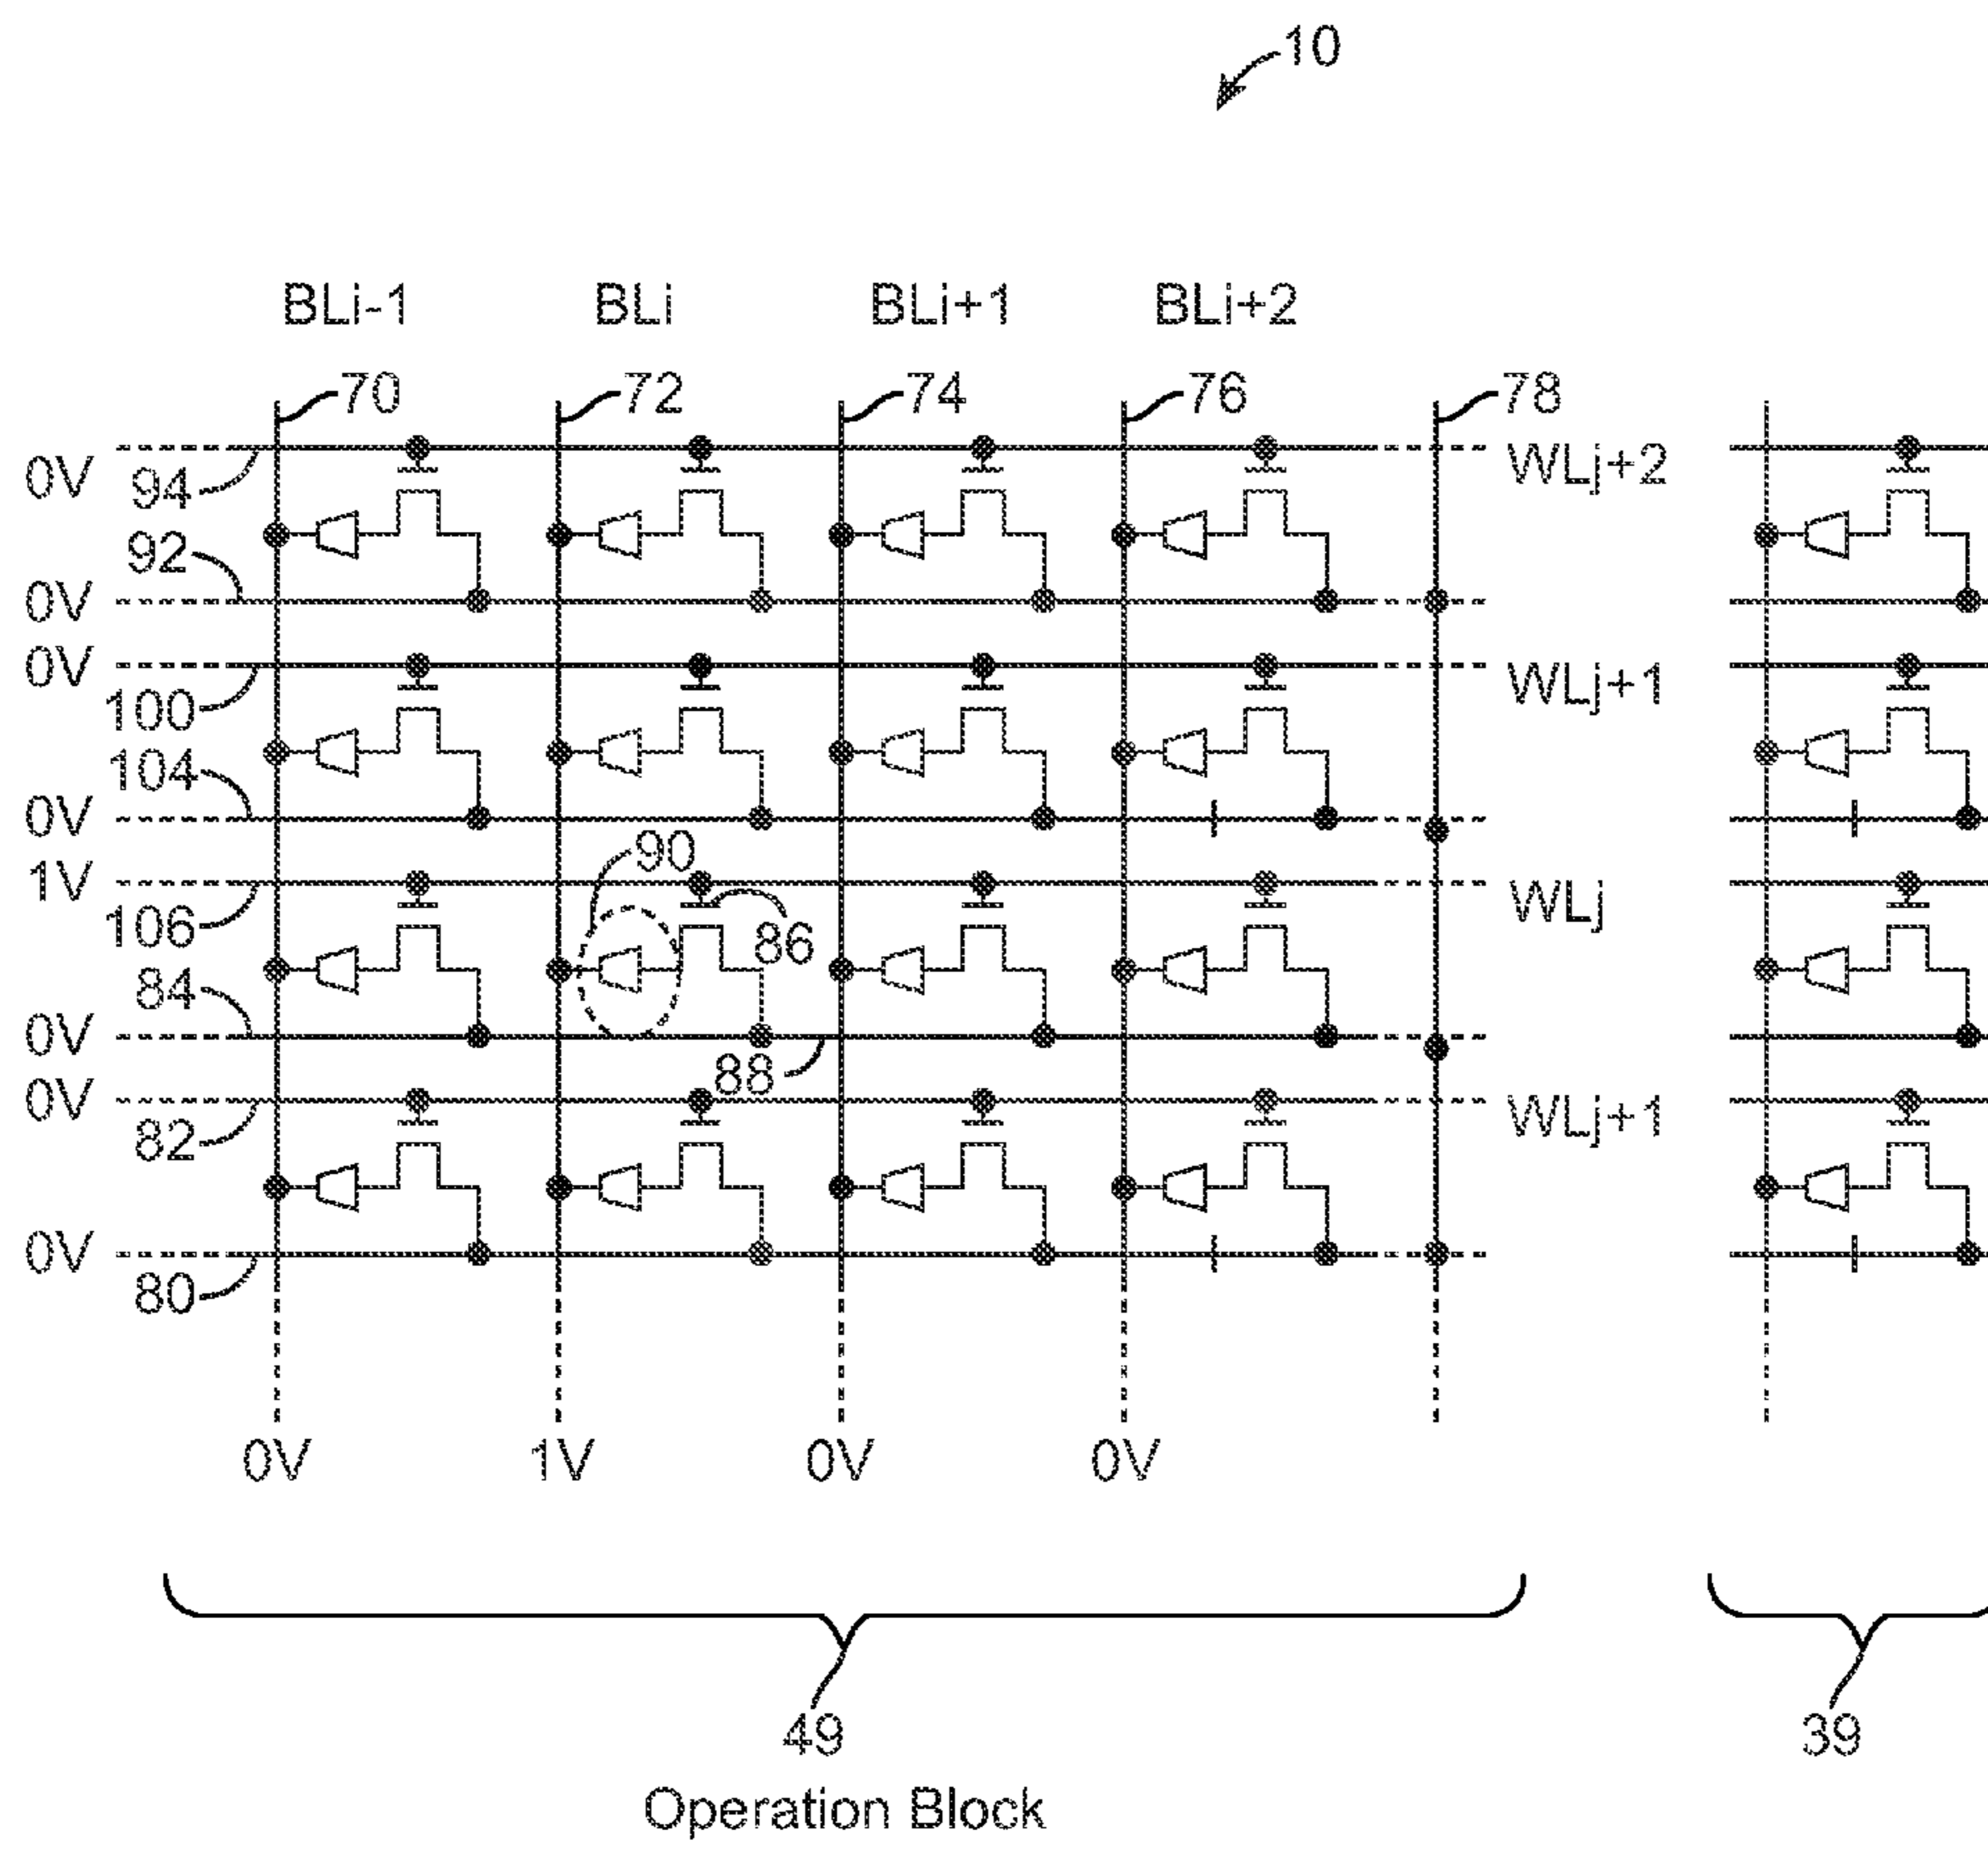 10
BLi-1 BLi BLi+1 BLi+2
70 72 74 76 78
0V 94 WLj+2
92
0V
0V 100 WLj+1
104
0V
90
1V 106 86 WLj
84
0V 88
0V 82 WLj+1
0V 80
0V 1V 0V 0V
49 39
Operation Block